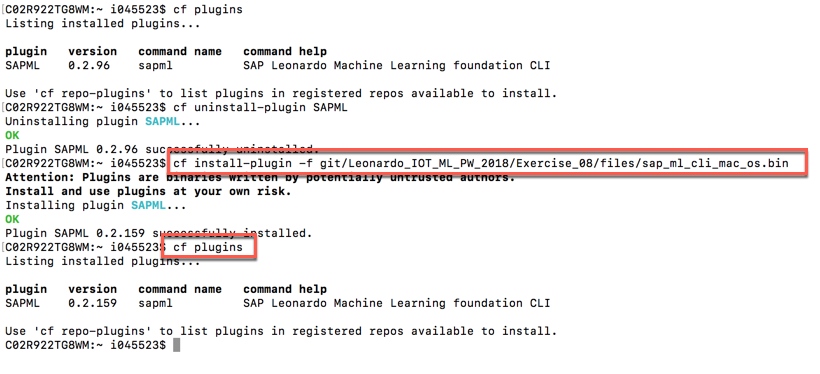 [C02R922TG8WM:~ i045523$ cf plugins
Listing installed plugins...
plugin version command name command help
SAPML 0.2.96 sapml SAP Leonardo Machine Learning foundation CLI
Use 'cf repo-plugins' to list plugins in registered repos available to install.
[C02R922TG8WM:~ i045523$ cf uninstall-plugin SAPML
Uninstalling plugin SAPML...
OK
Plugin SAPML 0.2.96 successfully uninstalled.
[C02R922TG8WM:~ i045523$ cf install-plugin -f git/Leonardo_IOT_ML_PW_2018/Exercise_08/files/sap_ml_cli_mac_os.bin
Attention: Plugins are binaries written by potentially untrusted authors.
Install and use plugins at your own risk.
Installing plugin SAPML...
OK
Plugin SAPML 0.2.159 successfully installed.
[C02R922TG8WM:~ i045523$ cf plugins
Listing installed plugins...
plugin version command name command help
SAPML 0.2.159 sapml SAP Leonardo Machine Learning foundation CLI
Use 'cf repo-plugins' to list plugins in registered repos available to install.
C02R922TG8WM:~ i045523$